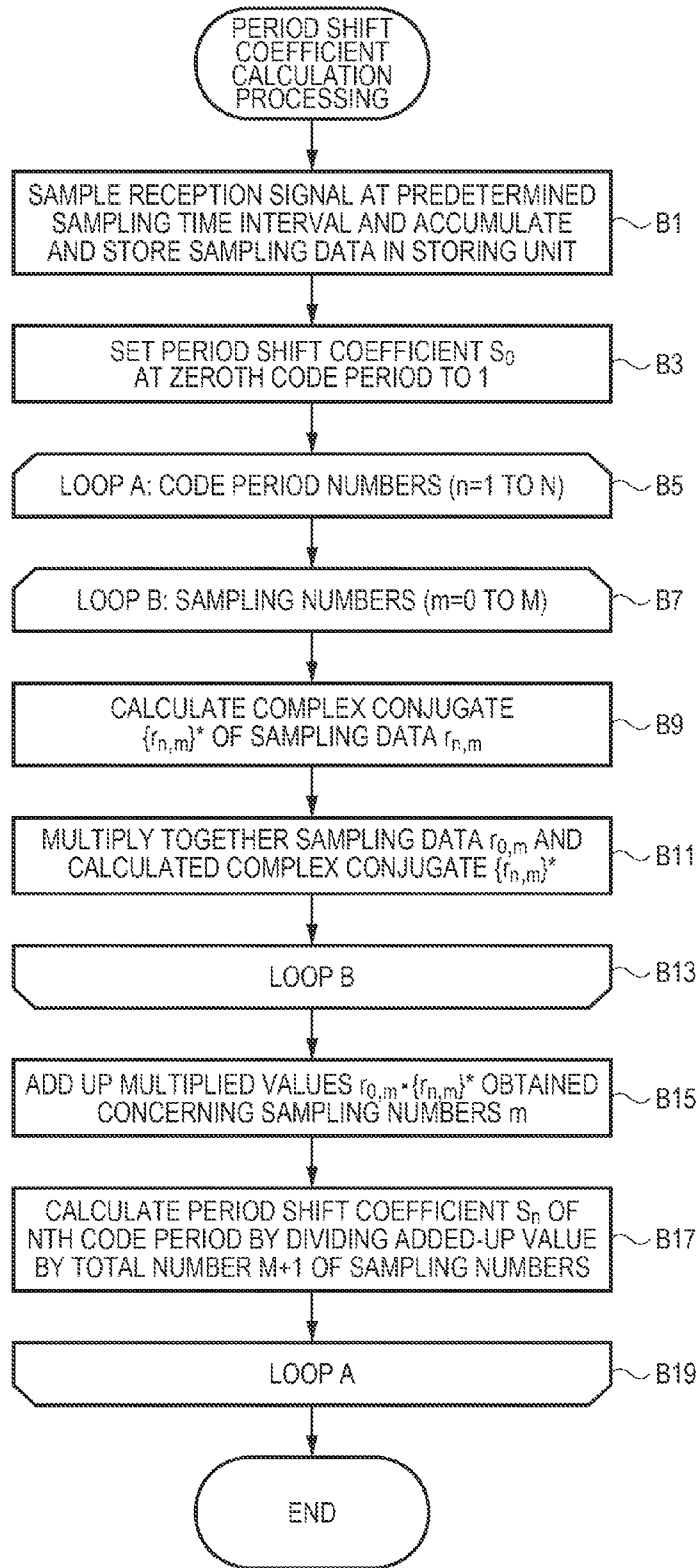 PERIOD SHIFT
COEFFICIENT
CALCULATION
PROCESSING
SAMPLE RECEPTION SIGNAL AT PREDETERMINED
SAMPLING TIME INTERVAL AND ACCUMULATE
AND STORE SAMPLING DATA IN STORING UNIT
B1
SET PERIOD SHIFT COEFFICIENT S₀
AT ZEROTH CODE PERIOD TO 1
B3
LOOP A: CODE PERIOD NUMBERS (n=1 TO N)
B5
LOOP B: SAMPLING NUMBERS (m=0 TO M)
B7
CALCULATE COMPLEX CONJUGATE
{rₙ,ₘ}* OF SAMPLING DATA rₙ,ₘ
B9
MULTIPLY TOGETHER SAMPLING DATA r₀,ₘ AND
CALCULATED COMPLEX CONJUGATE {rₙ,ₘ}*
B11
LOOP B
B13
ADD UP MULTIPLIED VALUES r₀,ₘ•{rₙ,ₘ}* OBTAINED
CONCERNING SAMPLING NUMBERS m
B15
CALCULATE PERIOD SHIFT COEFFICIENT Sₙ OF
NTH CODE PERIOD BY DIVIDING ADDED-UP VALUE
BY TOTAL NUMBER M+1 OF SAMPLING NUMBERS
B17
LOOP A
B19
END